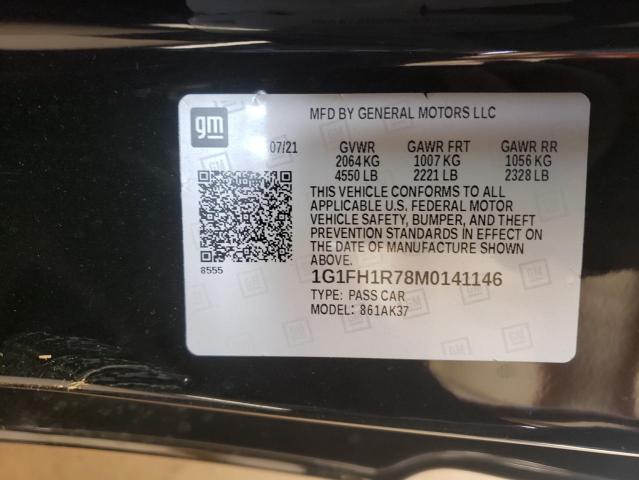 gm
MFD BY GENERAL MOTORS LLC
07/21 GVWR GAWR FRT GAWR RR
2064 KG 1007 KG 1056 KG
4550 LB 2221 LB 2328 LB
THIS VEHICLE CONFORMS TO ALL
APPLICABLE U.S. FEDERAL MOTOR
VEHICLE SAFETY, BUMPER, AND THEFT
PREVENTION STANDARDS IN EFFECT ON
THE DATE OF MANUFACTURE SHOWN
ABOVE.
8555
1G1FH1R78M0141146
TYPE: PASS CAR
MODEL: 861AK37